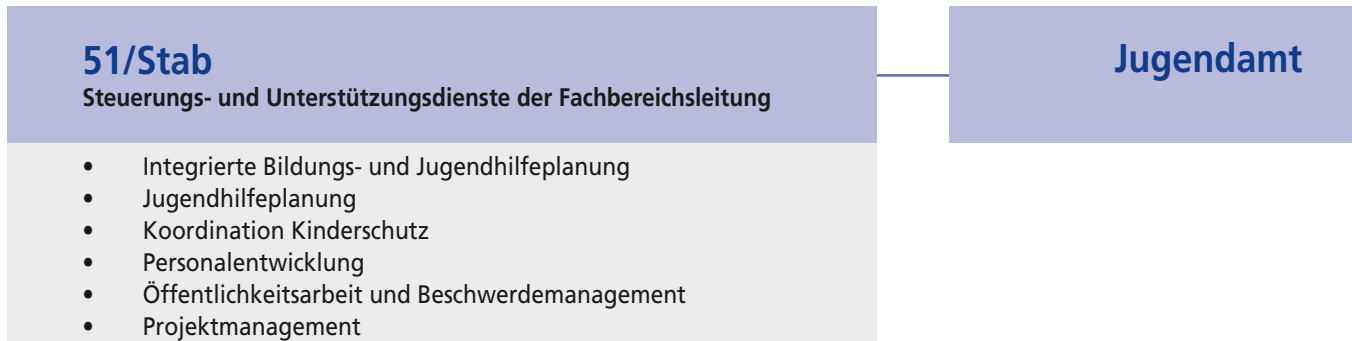 51/Stab
Steuerungs- und Unterstützungsdienste der Fachbereichsleitung
• Integrierte Bildungs- und Jugendhilfeplanung
• Jugendhilfeplanung
• Koordination Kinderschutz
• Personalentwicklung
• Öffentlichkeitsarbeit und Beschwerdemanagement
• Projektmanagement
Jugendamt